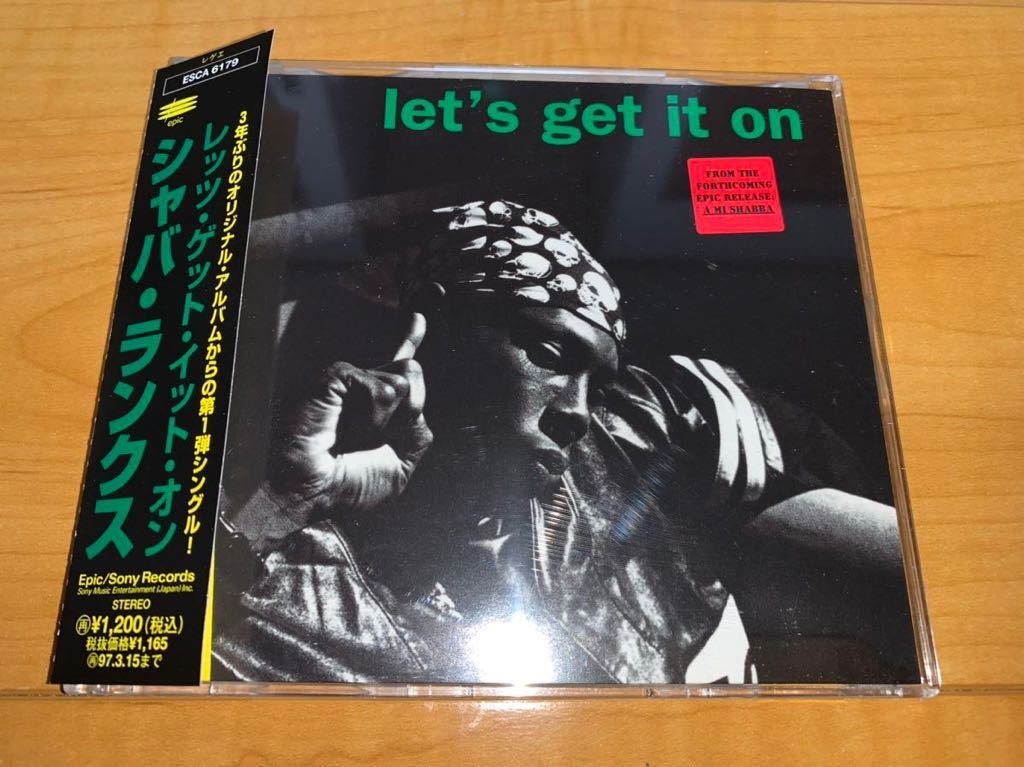 レゲエ
ESCA 6179
epic
3年ぶりのオリジナル・アルバムからの第1弾シングル!
レッツ・ゲット・イット・オン
シャバ・ランクス
Epic/Sony Records
Sony Music Entertainment (Japan) Inc.
STEREO
再¥1,200(税込)
税抜価格¥1,165
再97.3.15まで
let's get it on
FROM THE
FORTHCOMING
EPIC RELEASE:
A MI SHABBA